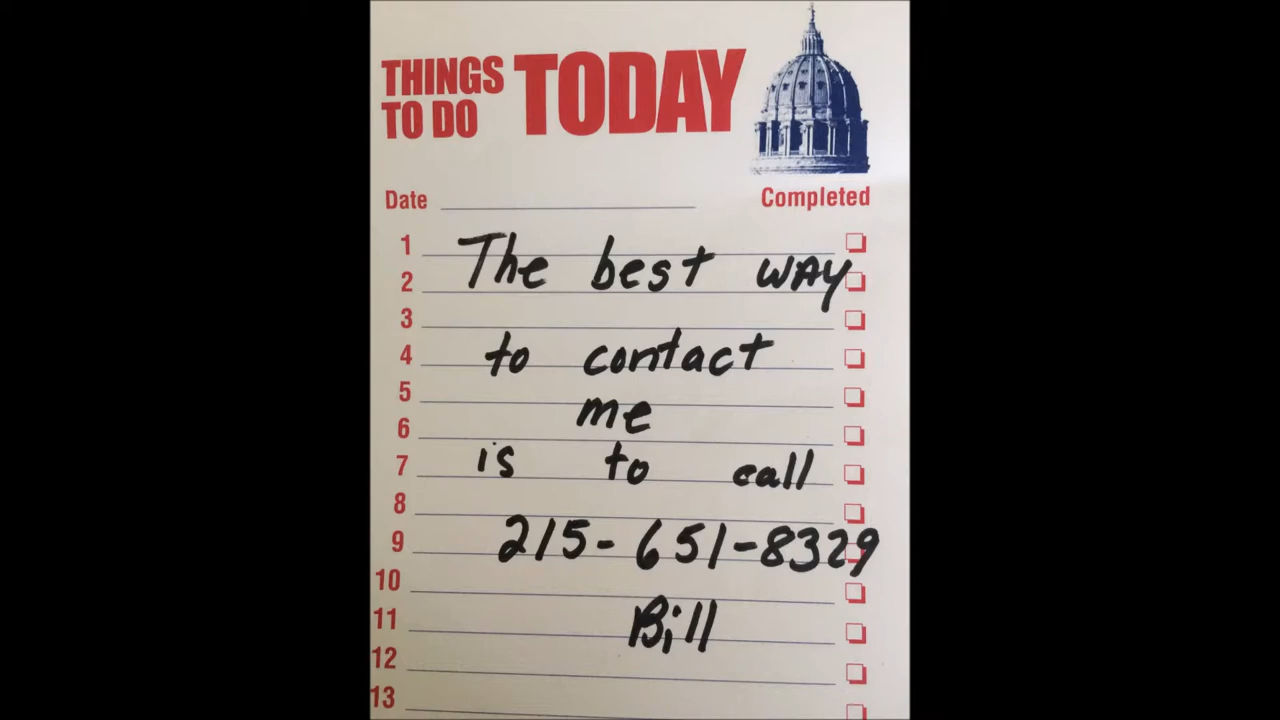 THINGS TO DO TODAY
Date Completed
1
The best WAY
2
3
4 to contact
5
me
6
7 is to call
8
9 215-651-8329
10
11 Bill
12
13